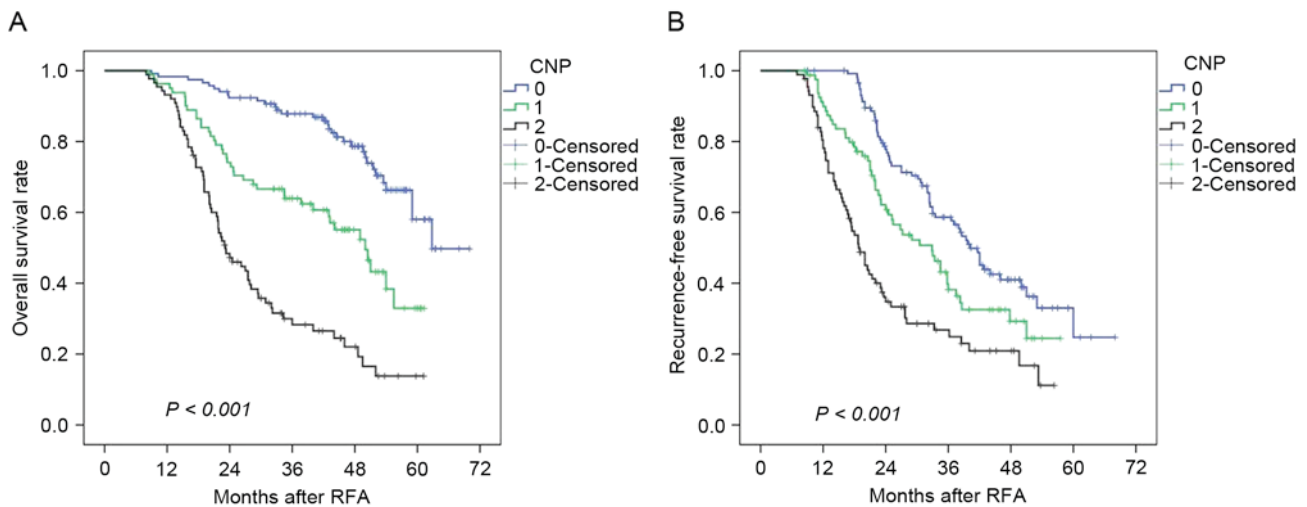 A
Overall survival rate
1.0
0.8
0.6
0.4
0.2
0.0
P < 0.001
0 12 24 36 48 60 72
Months after RFA
CNP
0
1
2
0-Censored
1-Censored
2-Censored
B
Recurrence-free survival rate
1.0
0.8
0.6
0.4
0.2
0.0
P < 0.001
0 12 24 36 48 60 72
Months after RFA
CNP
0
1
2
0-Censored
1-Censored
2-Censored